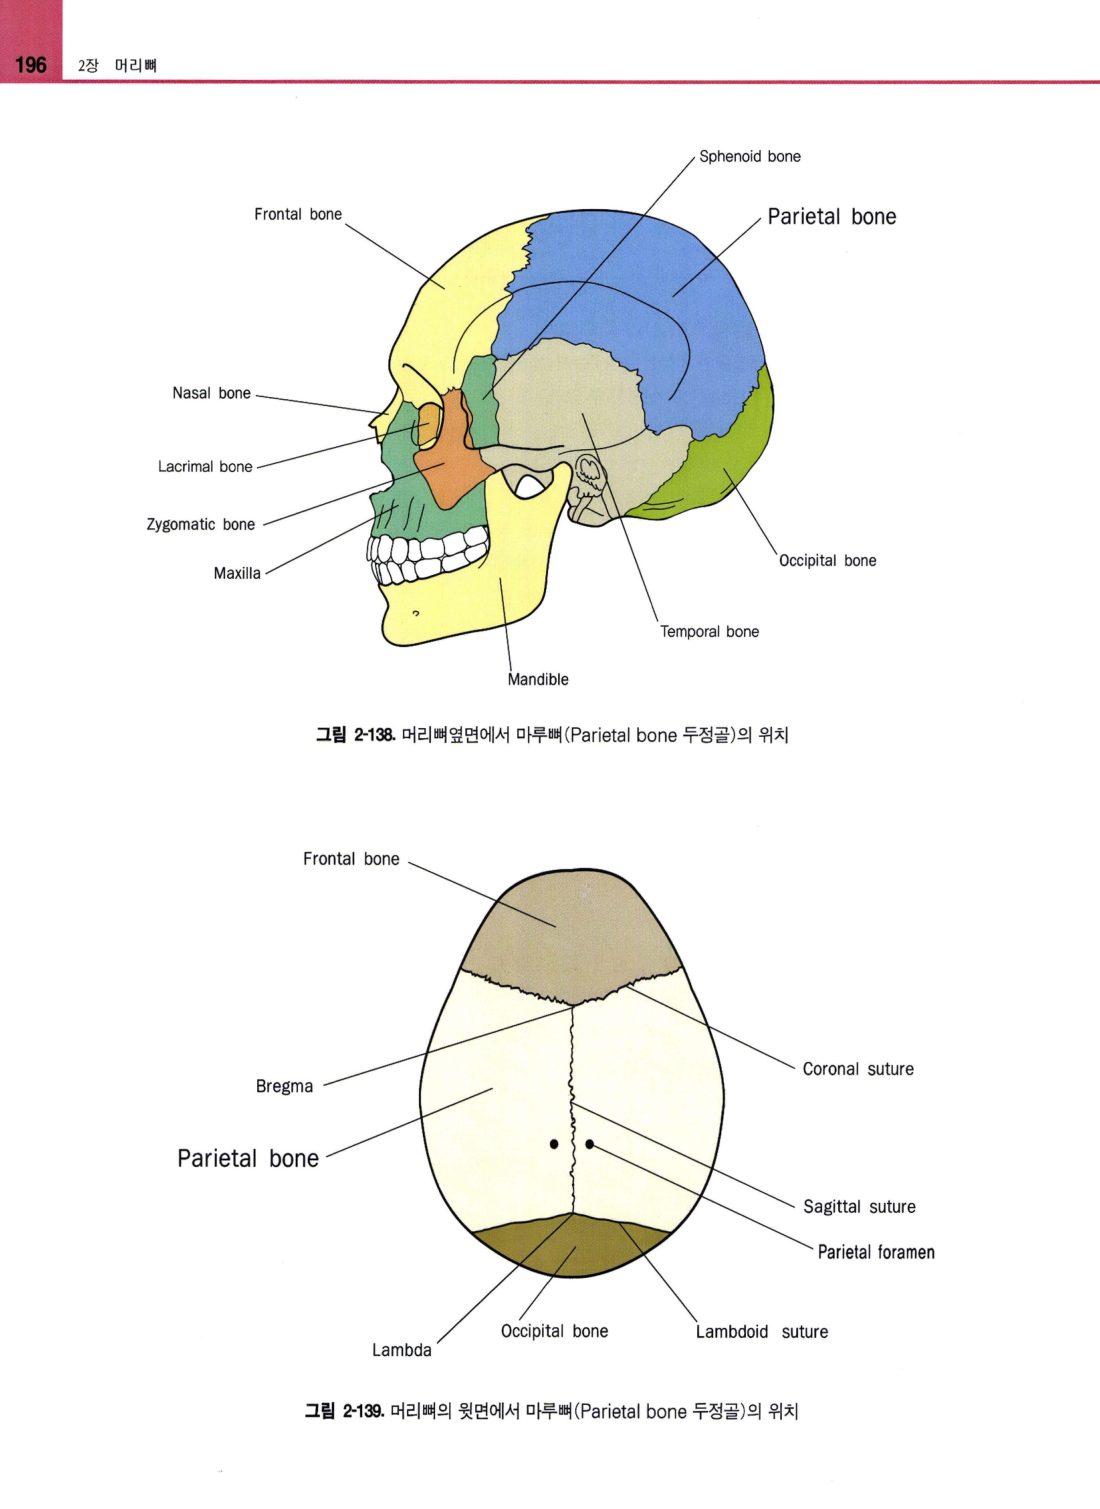 196 2장 머리뼈
Sphenoid bone
Frontal bone
Parietal bone
Nasal bone
Lacrimal bone
Zygomatic bone
Maxilla
Occipital bone
Temporal bone
Mandible
그림 2-138. 머리뼈옆면에서 마루뼈(Parietal bone 두정골)의 위치
Frontal bone
Coronal suture
Bregma
Parietal bone
Sagittal suture
Parietal foramen
Occipital bone
Lambdoid suture
Lambda
그림 2-139. 머리뼈의 윗면에서 마루뼈(Parietal bone 두정골)의 위치